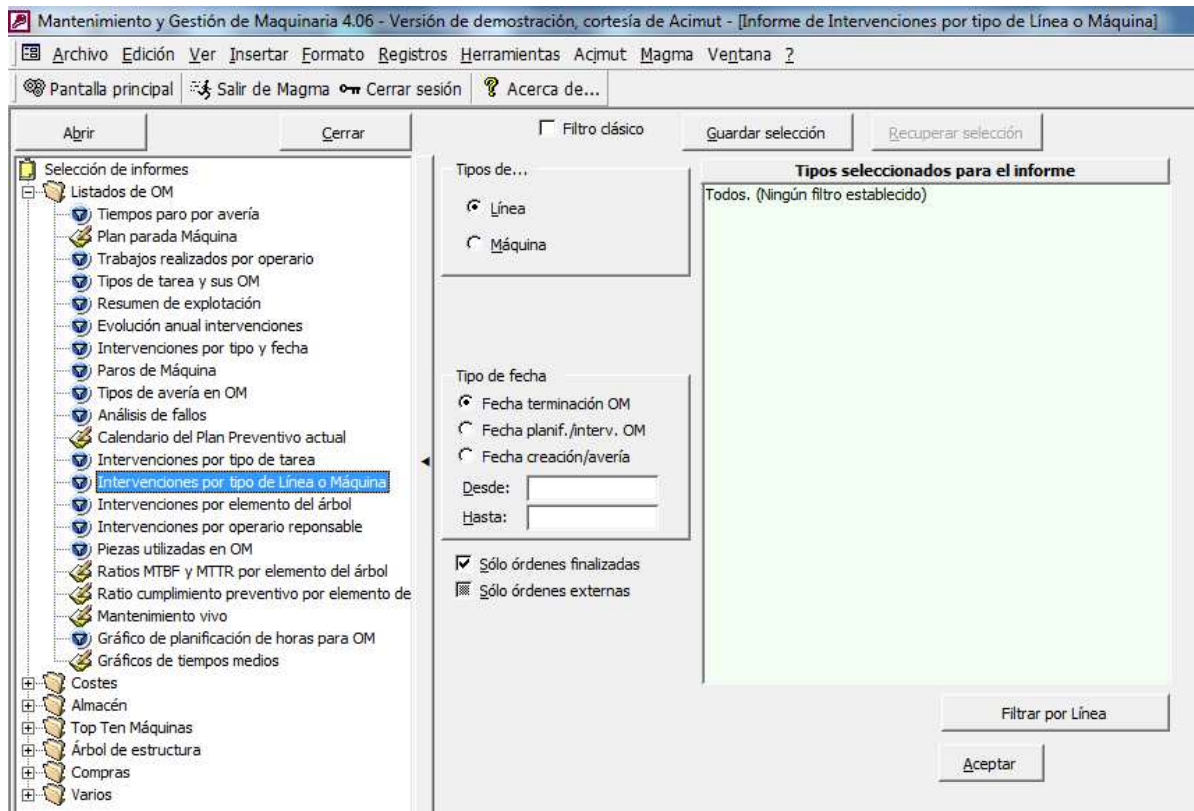 Mantenimiento y Gestión de Maquinaria 4.06 - Versión de demostración, cortesía de Acimut - [Informe de Intervenciones por tipo de Línea o Máquina]
Archivo Edición Ver Insertar Formato Registros Herramientas Acimut Magma Ventana ?
Pantalla principal Salir de Magma Cerrar sesión Acerca de...
Abrir Cerrar Filtro clásico Guardar selección Recuperar selección
Selección de informes
Listados de OM
Tiempos paro por avería
Plan parada Máquina
Trabajos realizados por operario
Tipos de tarea y sus OM
Resumen de explotación
Evolución anual intervenciones
Intervenciones por tipo y fecha
Paros de Máquina
Tipos de avería en OM
Análisis de fallos
Calendario del Plan Preventivo actual
Intervenciones por tipo de tarea
Intervenciones por tipo de Línea o Máquina
Intervenciones por elemento del árbol
Intervenciones por operario reponsable
Piezas utilizadas en OM
Ratios MTBF y MTTR por elemento del árbol
Ratio cumplimiento preventivo por elemento de
Mantenimiento vivo
Gráfico de planificación de horas para OM
Gráficos de tiempos medios
Costes
Almacén
Top Ten Máquinas
Árbol de estructura
Compras
Varios
Tipos de...
Línea
Máquina
Tipo de fecha
Fecha terminación OM
Fecha planif./interv. OM
Fecha creación/avería
Desde:
Hasta:
Sólo órdenes finalizadas
Sólo órdenes externas
Tipos seleccionados para el informe
Todos. (Ningún filtro establecido)
Filtrar por Línea
Aceptar